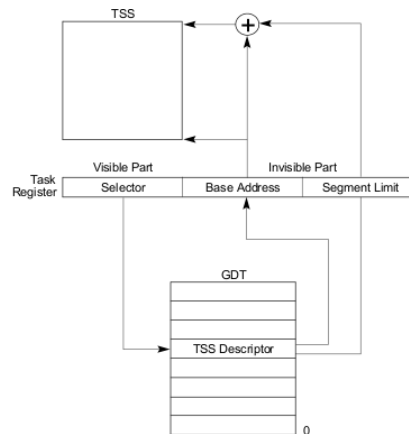 TSS
+
Visible Part
Invisible Part
Task
Register
Selector
Base Address
Segment Limit
GDT
TSS Descriptor
0